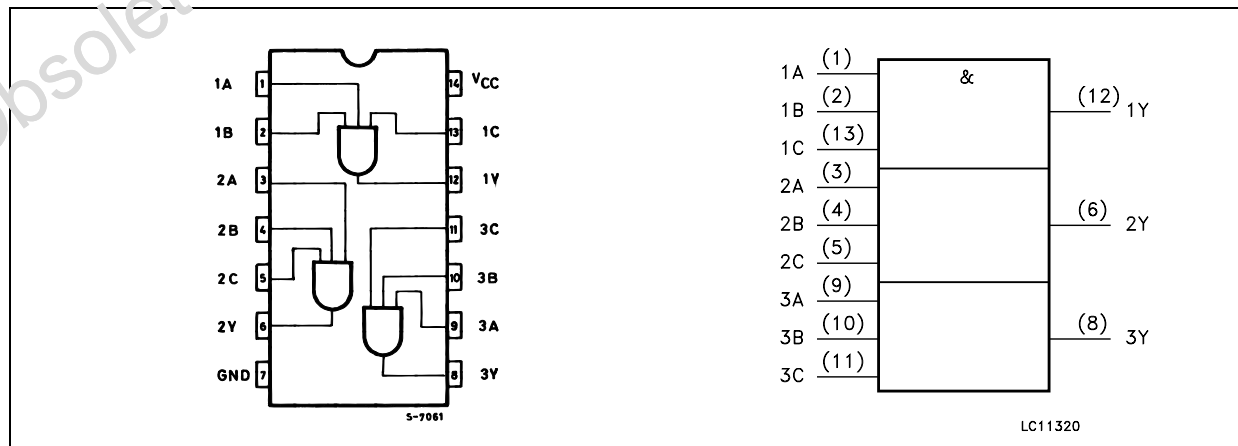 obsolet
1A 1 14 VCC
1B 2 13 1C
2A 3 12 1V
2B 4 11 3C
2C 5 10 3B
2Y 6 9 3A
GND 7 8 3Y
S-7061
&
1A (1)
1B (2)
1C (13)
2A (3)
2B (4)
2C (5)
3A (9)
3B (10)
3C (11)
(12) 1Y
(6) 2Y
(8) 3Y
LC11320